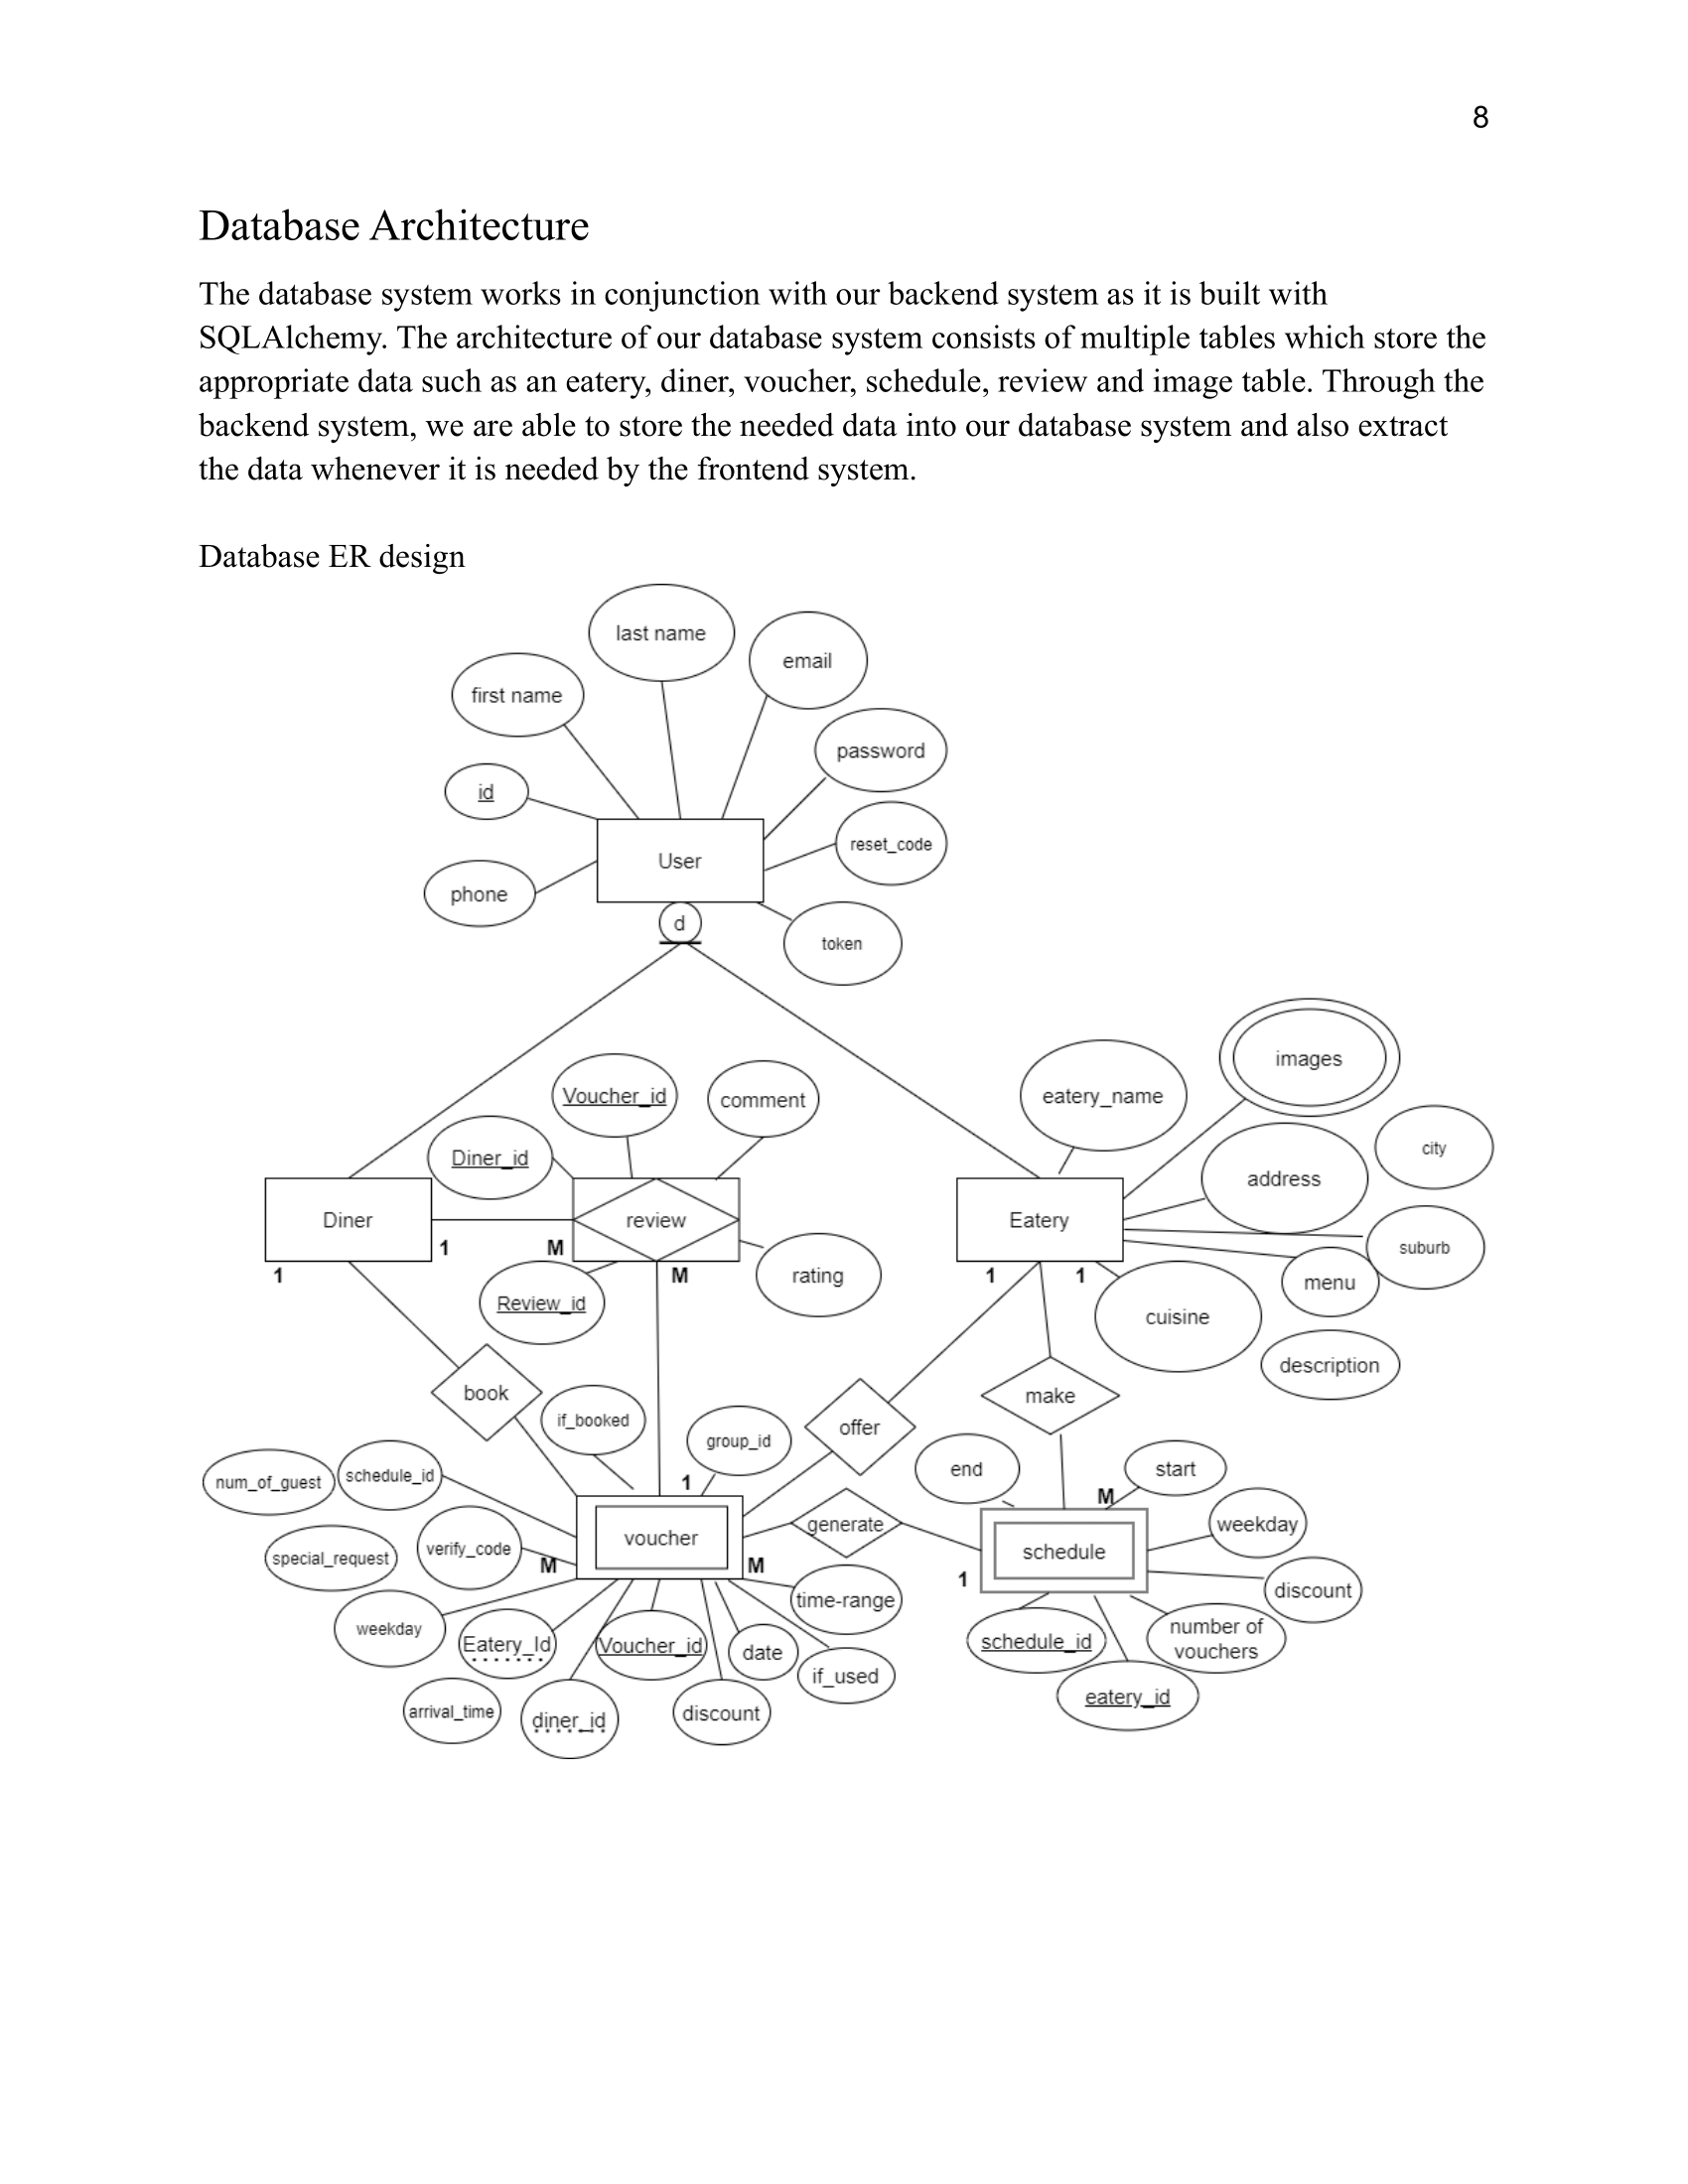 8
Database Architecture
The database system works in conjunction with our backend system as it is built with
SQLAlchemy. The architecture of our database system consists of multiple tables which store the
appropriate data such as an eatery, diner, voucher, schedule, review and image table. Through the
backend system, we are able to store the needed data into our database system and also extract
the data whenever it is needed by the frontend system.
Database ER design
last name
email
first name
password
id
reset_code
User
phone
d
token
images
eatery_name
Voucher_id
comment
city
Diner_id
address
Diner
review
Eatery
suburb
1
M
1
M
1
1
rating
menu
Review_id
cuisine
description
book
make
if_booked
offer
group_id
end
start
num_of_guest
schedule_id
1
M
generate
weekday
voucher
schedule
special_request
verify_code
M
M
1
discount
time-range
weekday
Eatery_Id
Voucher_id
date
schedule_id
number of
vouchers
if_used
eatery_id
arrival_time
diner_id
discount